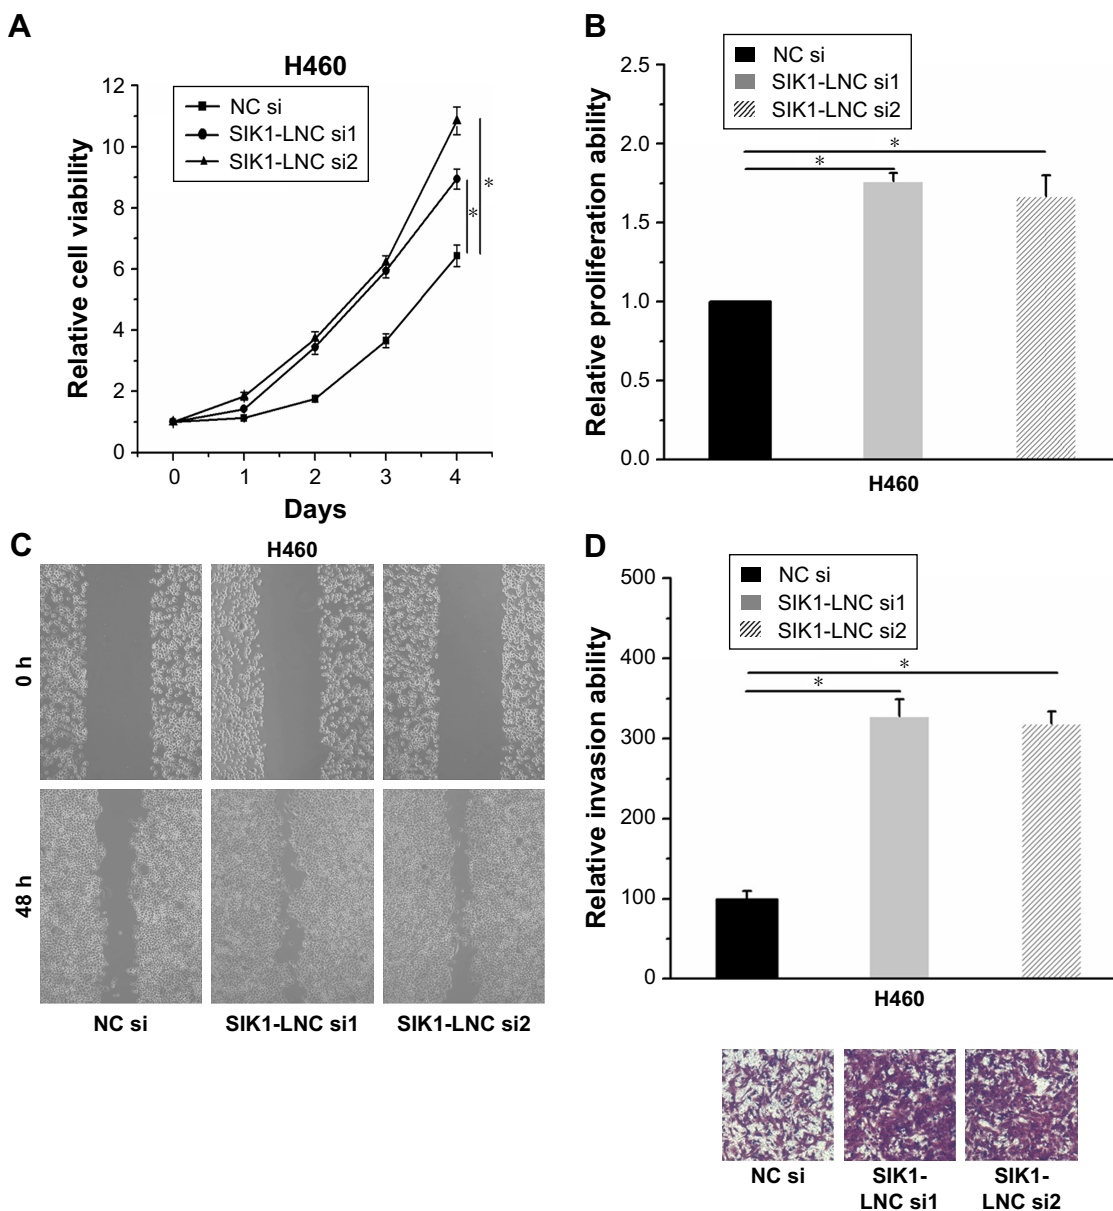 A
H460
NC si
SIK1-LNC si1
SIK1-LNC si2
Relative cell viability
12
10
8
6
4
2
0
*
*
0 1 2 3 4
Days
B
NC si
SIK1-LNC si1
SIK1-LNC si2
Relative proliferation ability
2.5
2.0
1.5
1.0
0.5
0.0
*
*
H460
C
H460
0 h
48 h
NC si SIK1-LNC si1 SIK1-LNC si2
D
NC si
SIK1-LNC si1
SIK1-LNC si2
Relative invasion ability
500
400
300
200
100
0
*
*
H460
NC si
SIK1-
LNC si1
SIK1-
LNC si2